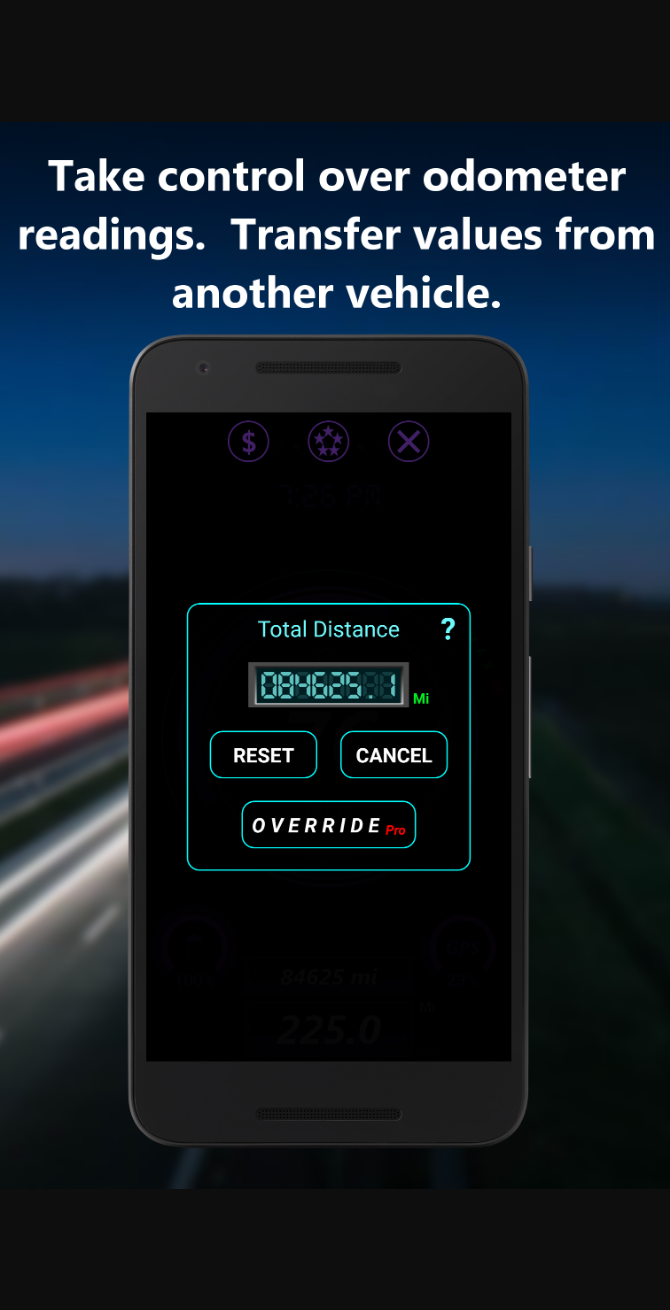 Take control over odometer
readings.  Transfer values from
another vehicle.
$
7:26 PM
Total Distance ?
084625.1 Mi
RESET CANCEL
OVERRIDE Pro
84625 mi
225.0